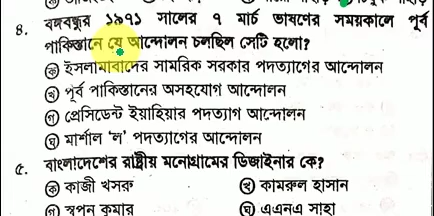 ৪. বঙ্গবন্ধুর ১৯৭১ সালের ৭ মার্চ ভাষণের সময়কালে পূর্ব
পাকিস্তানে যে আন্দোলন চলছিল সেটি হলো?
ক ইসলামাবাদের সামরিক সরকার পদত্যাগের আন্দোলন
খ পূর্ব পাকিস্তানের অসহযোগ আন্দোলন
গ প্রেসিডেন্ট ইয়াহিয়ার পদত্যাগ আন্দোলন
ঘ মার্শাল 'ল' পদত্যাগের আন্দোলন
৫. বাংলাদেশের রাষ্ট্রীয় মনোগ্রামের ডিজাইনার কে?
ক কাজী খসরু খ কামরুল হাসান
গ স্বপন কুমার ঘ এএনএ সাহা